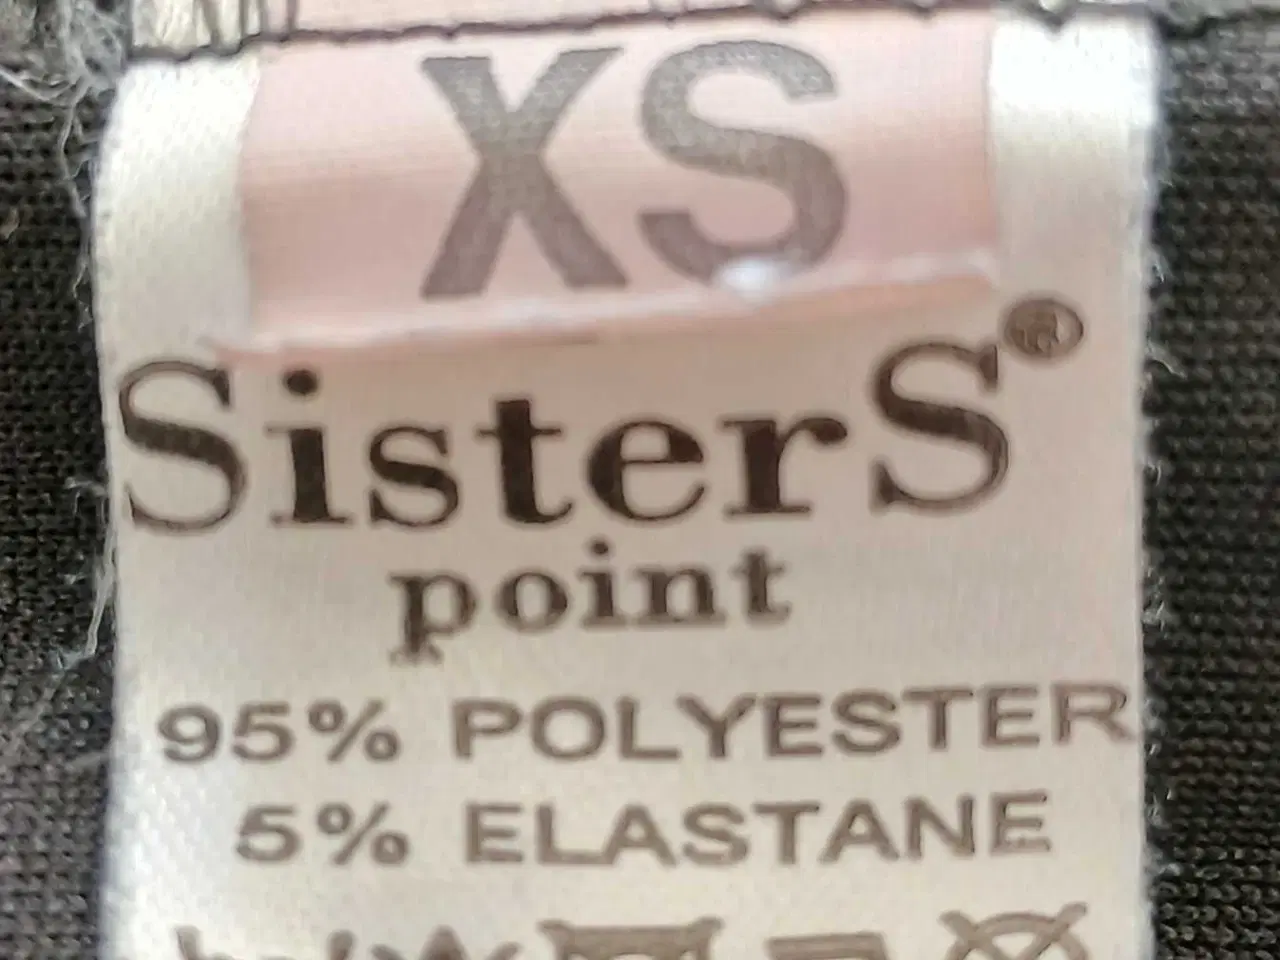 XS
SisterS®
point
95% POLYESTER
5% ELASTANE